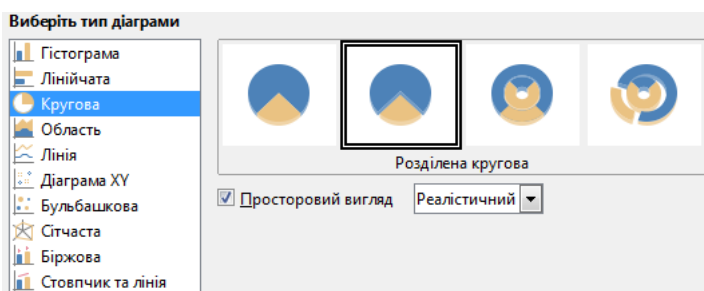 Виберіть тип діаграми
Гістограма
Лінійчата
Кругова
Область
Лінія
Діаграма XY
Бульбашкова
Сітчаста
Біржова
Стовпчик та лінія
Розділена кругова
Просторовий вигляд
Реалістичний